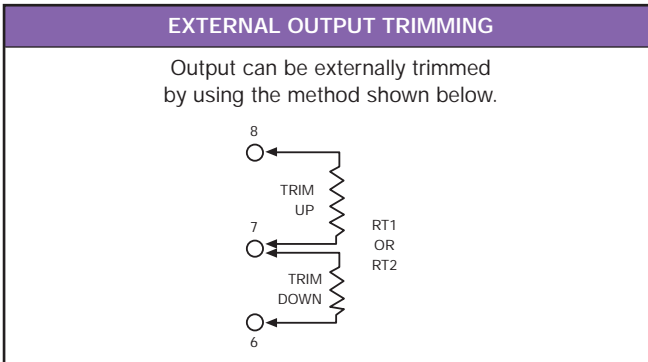 EXTERNAL OUTPUT TRIMMING
Output can be externally trimmed
by using the method shown below.
8
TRIM
UP
7
RT1
OR
RT2
TRIM
DOWN
6